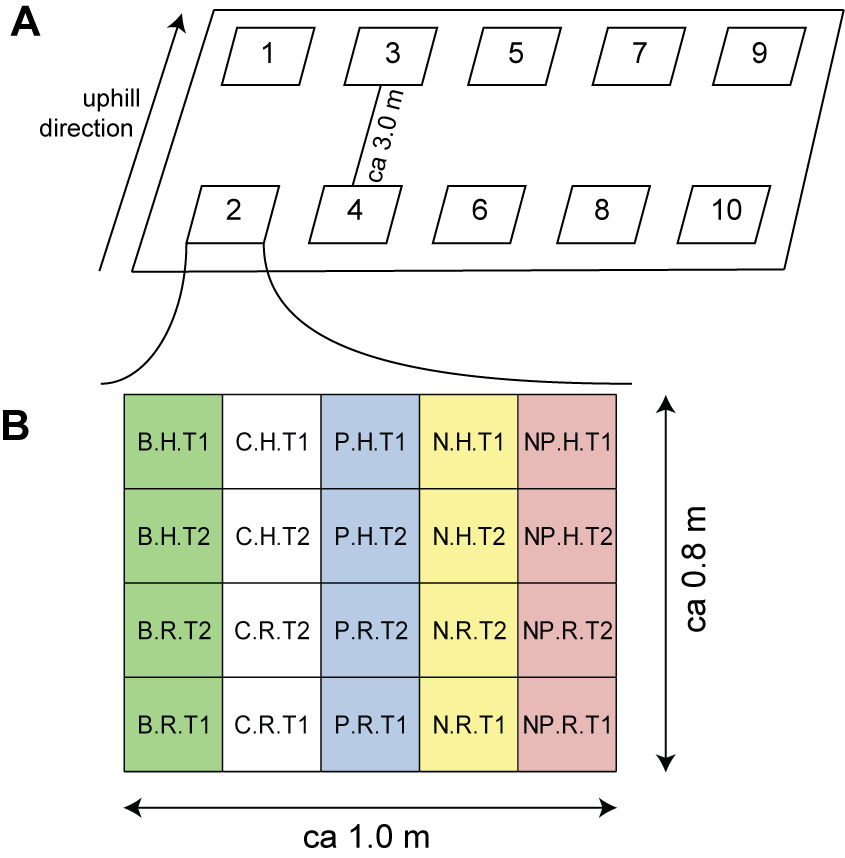 A
1 3 5 7 9
uphill
direction
ca 3.0 m
2 4 6 8 10
B
B.H.T1 C.H.T1 P.H.T1 N.H.T1 NP.H.T1
B.H.T2 C.H.T2 P.H.T2 N.H.T2 NP.H.T2
B.R.T2 C.R.T2 P.R.T2 N.R.T2 NP.R.T2
B.R.T1 C.R.T1 P.R.T1 N.R.T1 NP.R.T1
ca 0.8 m
ca 1.0 m